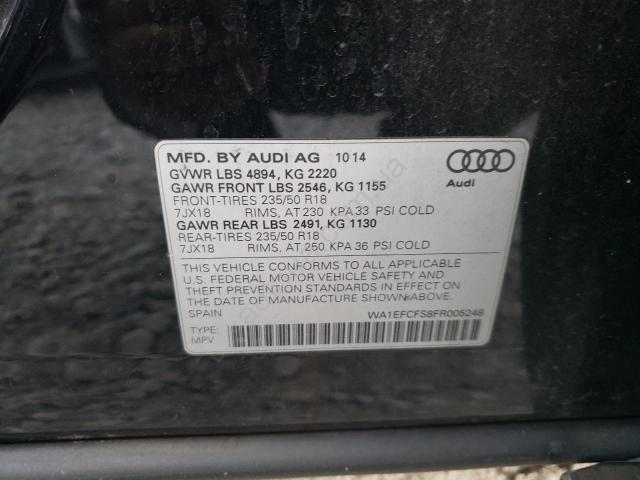 MFD. BY AUDI AG 10 14
GVWR LBS 4894, KG 2220
GAWR FRONT LBS 2546, KG 1155
FRONT-TIRES 235/50 R18
7JX18 RIMS, AT 230 KPA 33 PSI COLD
GAWR REAR LBS 2491, KG 1130
REAR-TIRES 235/50 R18
7JX18 RIMS, AT 250 KPA 36 PSI COLD
Audi
THIS VEHICLE CONFORMS TO ALL APPLICABLE
U.S. FEDERAL MOTOR VEHICLE SAFETY AND
THEFT PREVENTION STANDARDS IN EFFECT ON
THE DATE OF MANUFACTURE SHOWN ABOVE.
SPAIN WA1EFCFS8FR005248
TYPE:
MPV